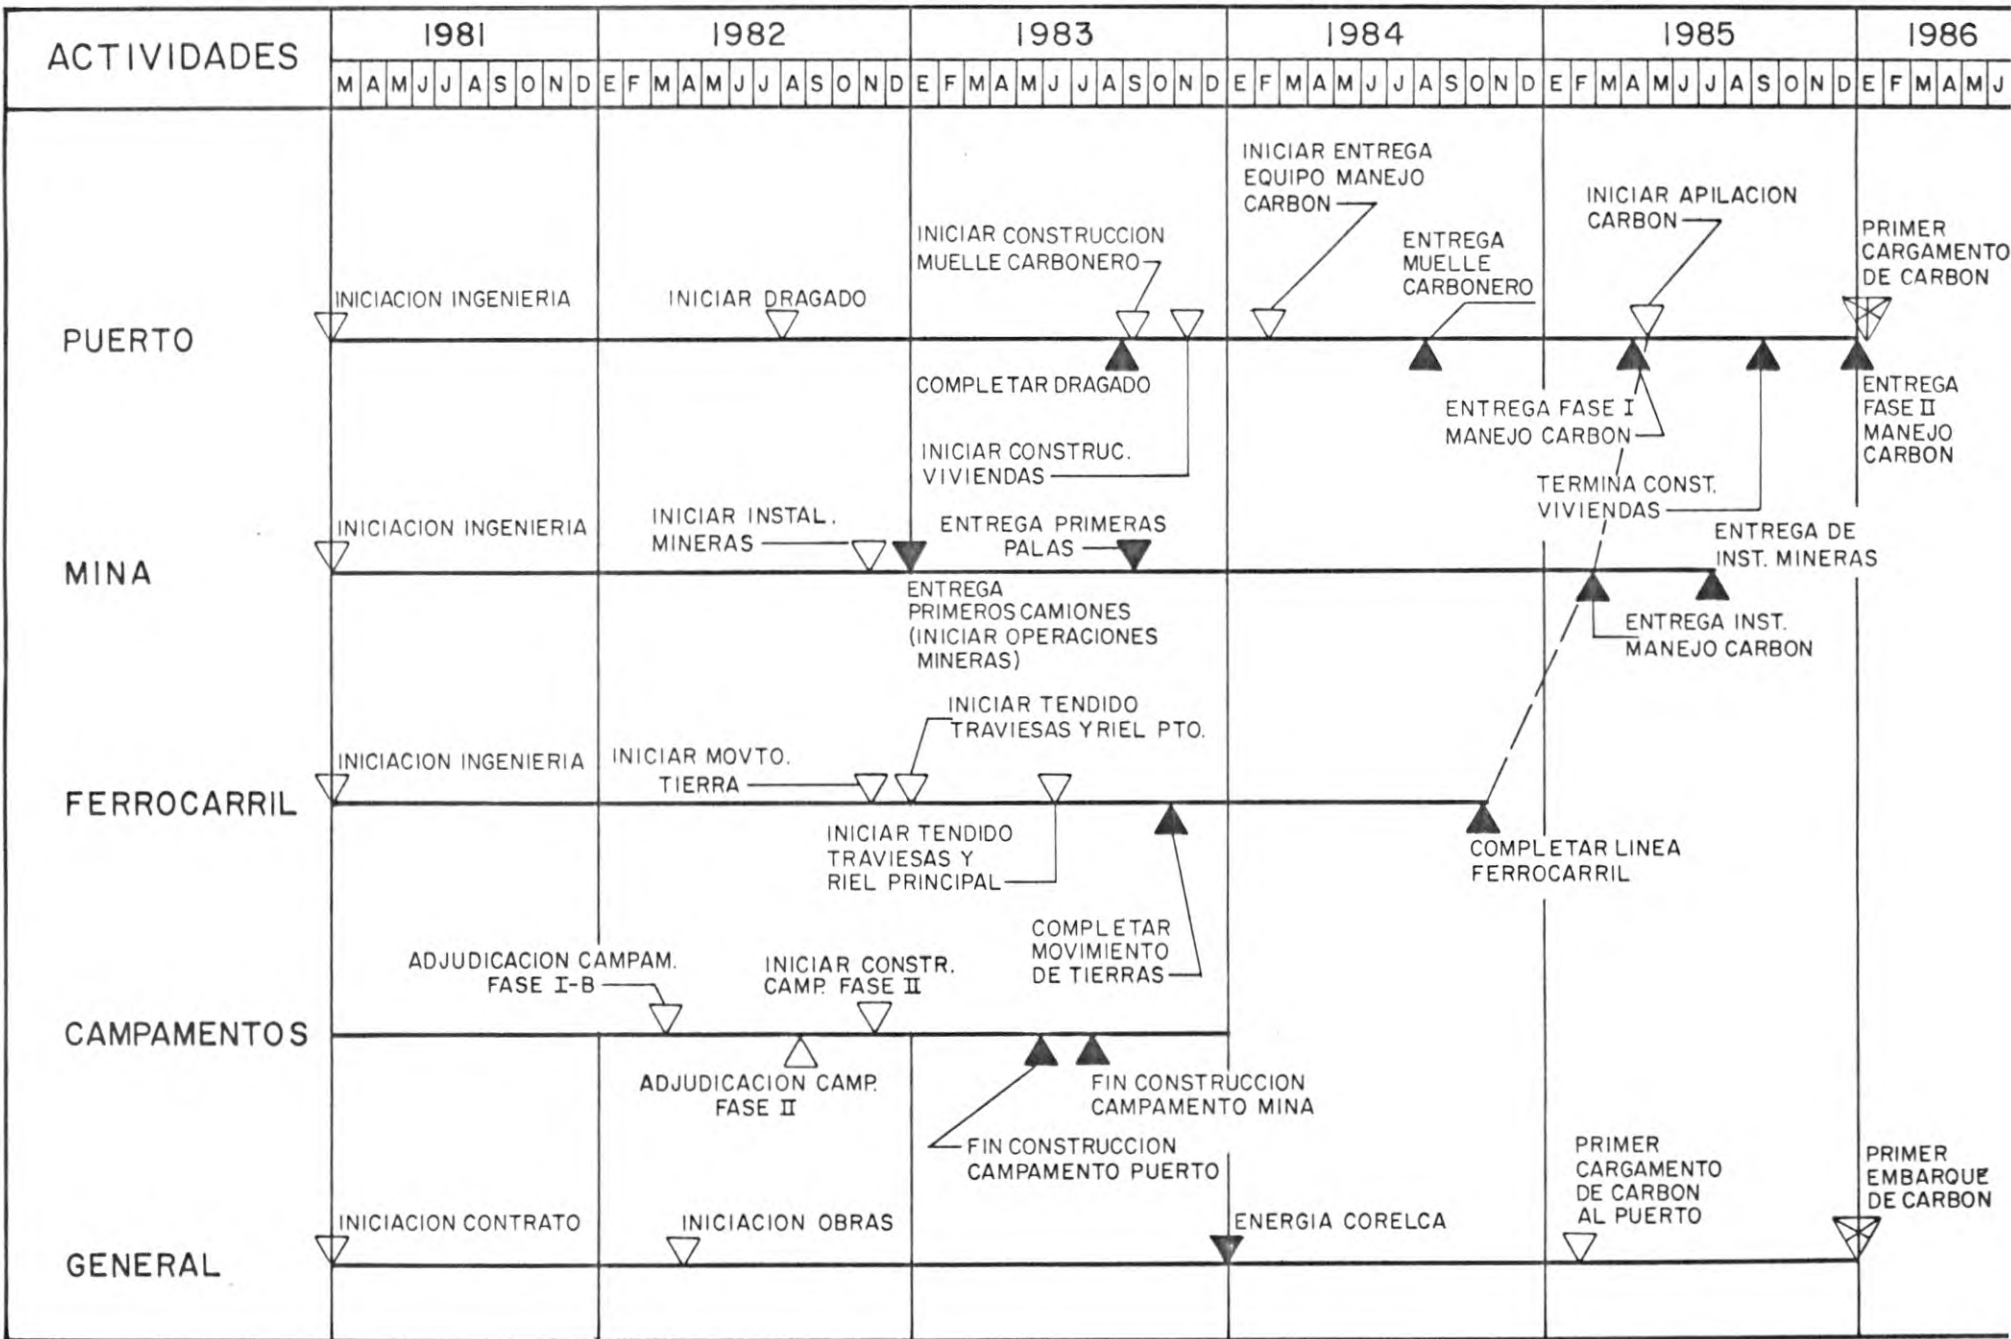 ACTIVIDADES
1981 1982 1983 1984 1985 1986
M A M J J A S O N D E F M A M J J A S O N D E F M A M J J A S O N D E F M A M J J A S O N D E F M A M J J A S O N D E F M A M J
PUERTO
INICIACION INGENIERIA
INICIAR DRAGADO
INICIAR CONSTRUCCION
MUELLE CARBONERO
COMPLETAR DRAGADO
INICIAR CONSTRUC.
VIVIENDAS
INICIAR ENTREGA
EQUIPO MANEJO
CARBON
ENTREGA
MUELLE
CARBONERO
INICIAR APILACION
CARBON
ENTREGA FASE I
MANEJO CARBON
TERMINA CONST.
VIVIENDAS
PRIMER
CARGAMENTO
DE CARBON
ENTREGA
FASE II
MANEJO
CARBON
MINA
INICIACION INGENIERIA
INICIAR INSTAL.
MINERAS
ENTREGA
PRIMEROS CAMIONES
(INICIAR OPERACIONES
MINERAS)
ENTREGA PRIMERAS
PALAS
ENTREGA DE
INST. MINERAS
ENTREGA INST.
MANEJO CARBON
FERROCARRIL
INICIACION INGENIERIA
INICIAR MOVTO.
TIERRA
INICIAR TENDIDO
TRAVIESAS Y RIEL PTO.
INICIAR TENDIDO
TRAVIESAS Y
RIEL PRINCIPAL
COMPLETAR
MOVIMIENTO
DE TIERRAS
COMPLETAR LINEA
FERROCARRIL
CAMPAMENTOS
ADJUDICACION CAMPAM.
FASE I-B
INICIAR CONSTR.
CAMP. FASE II
ADJUDICACION CAMP.
FASE II
FIN CONSTRUCCION
CAMPAMENTO MINA
FIN CONSTRUCCION
CAMPAMENTO PUERTO
GENERAL
INICIACION CONTRATO
INICIACION OBRAS
ENERGIA CORELCA
PRIMER
CARGAMENTO
DE CARBON
AL PUERTO
PRIMER
EMBARQUE
DE CARBON